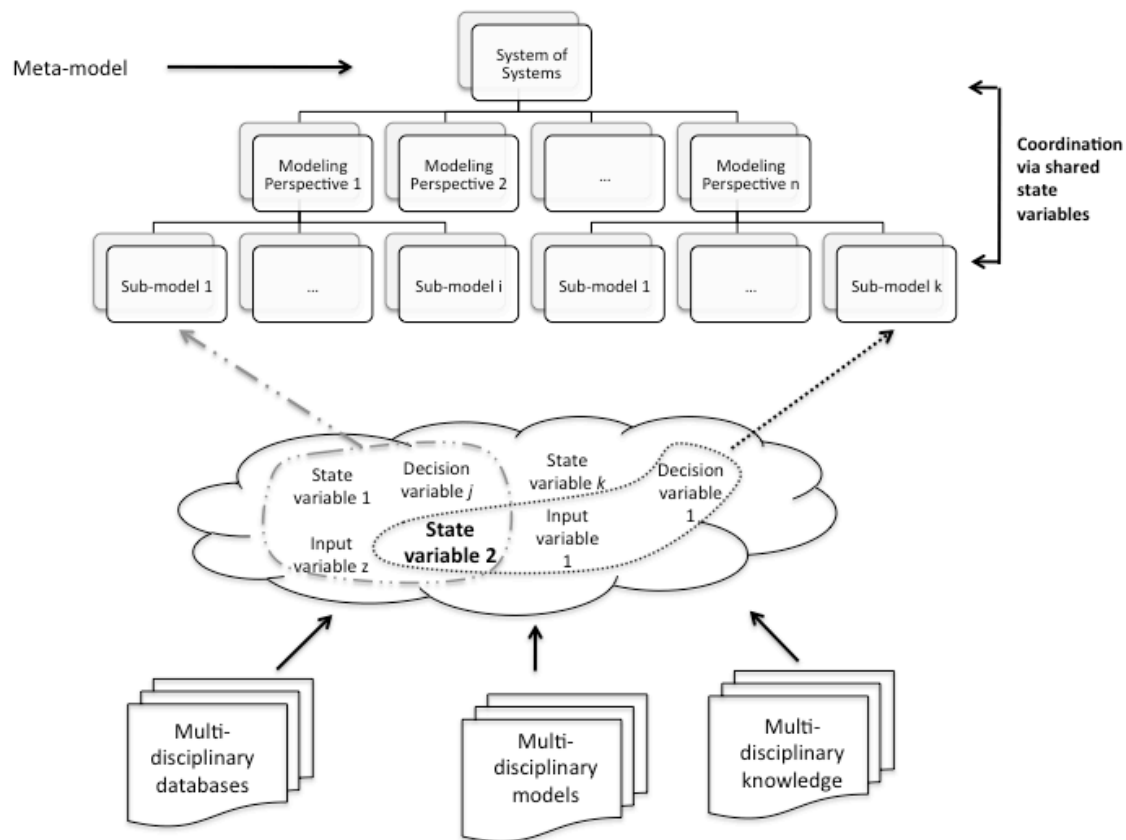 System of
Systems
Meta-model
Coordination
via shared
state
variables
Modeling
Perspective 1
Modeling
Perspective 2
...
Modeling
Perspective n
Sub-model 1
...
Sub-model i
Sub-model 1
...
Sub-model k
State
variable 1
Decision
variable j
State
variable k
Decision
variable
1
Input
variable z
State
variable 2
Input
variable
1
Multi-
disciplinary
databases
Multi-
disciplinary
models
Multi-
disciplinary
knowledge